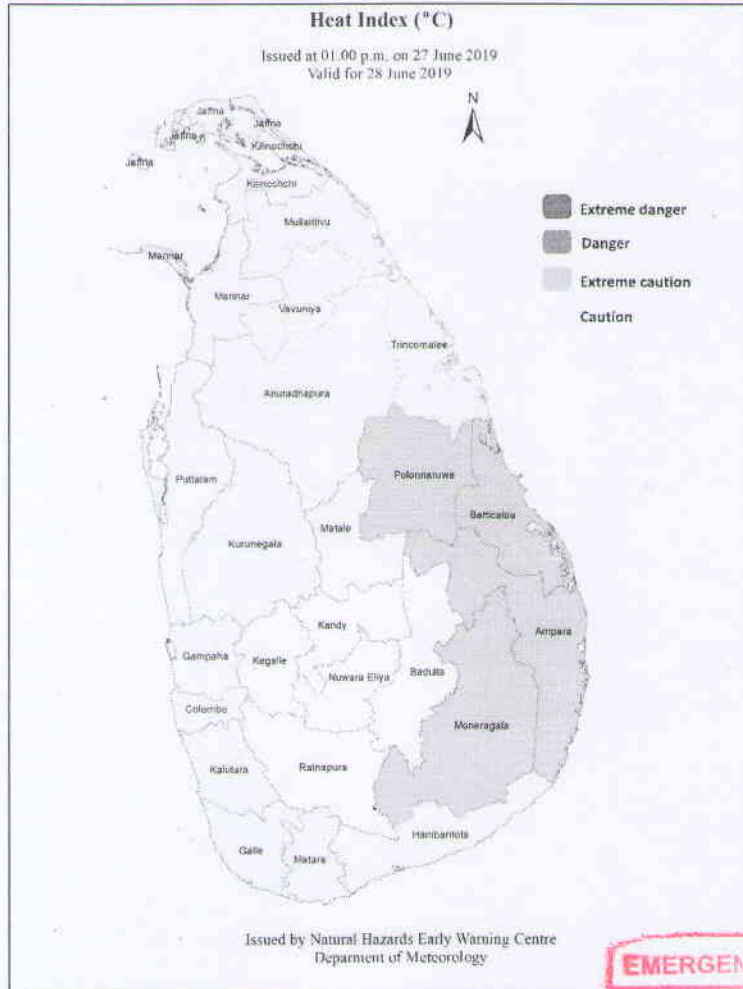 Heat Index (°C)
Issued at 01.00 p.m. on 27 June 2019
Valid for 28 June 2019
N
Jaffna
Jaffna
Jaffna
Jaffna
Kilinochchi
Kilinochchi
Mullaitivu
Mannar
Mannar
Vavuniya
Trincomalee
Anuradhapura
Extreme danger
Danger
Extreme caution
Caution
Polonnaruwa
Puttalam
Batticaloa
Matale
Kurunegala
Kandy
Ampara
Gampaha
Kegalle
Nuwara Eliya
Badulla
Colombo
Moneragala
Kalutara
Ratnapura
Hambantota
Galle
Matara
Issued by Natural Hazards Early Warning Centre
Deparment of Meteorology
EMERGEN